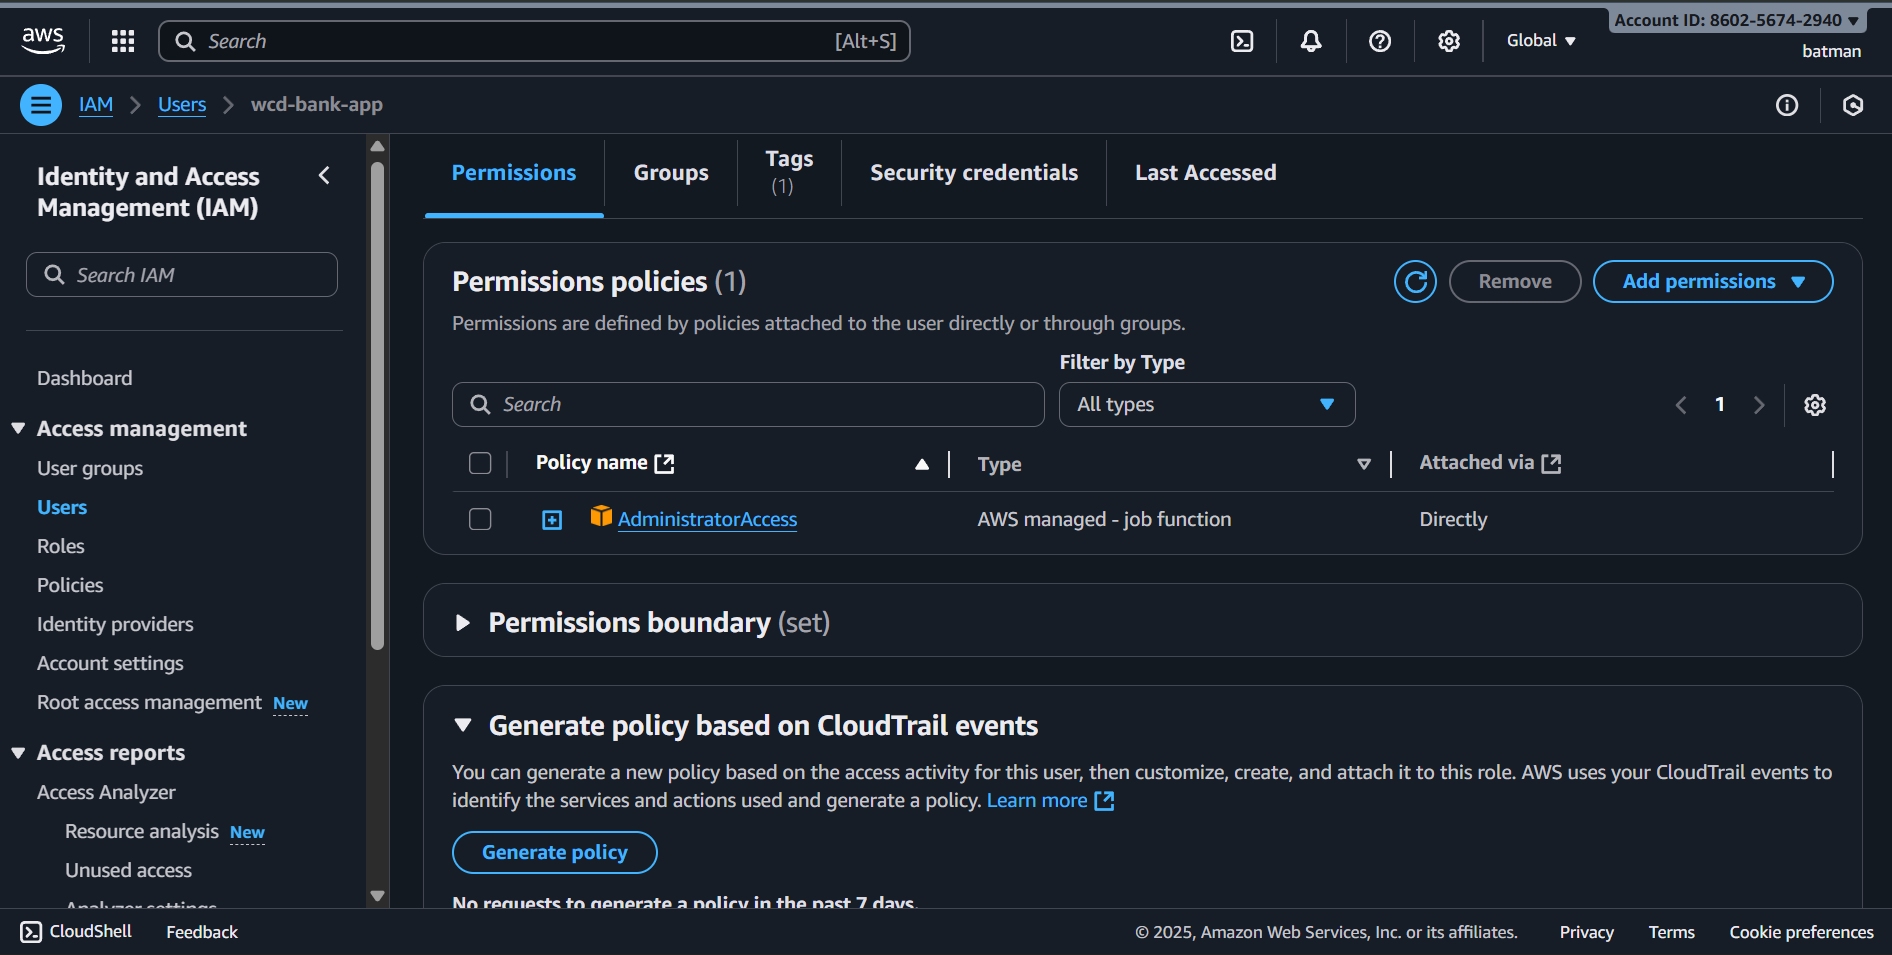 aws
Search
[Alt+S]
Global
Account ID: 8602-5674-2940
batman
IAM
Users
wcd-bank-app
Identity and Access
Management (IAM)
Search IAM
Dashboard
Access management
User groups
Users
Roles
Policies
Identity providers
Account settings
Root access management New
Access reports
Access Analyzer
Resource analysis New
Unused access
Analyzer settings
Permissions
Groups
Tags
(1)
Security credentials
Last Accessed
Permissions policies (1)
Remove
Add permissions
Permissions are defined by policies attached to the user directly or through groups.
Filter by Type
Search
All types
1
Policy name
Type
Attached via
AdministratorAccess
AWS managed - job function
Directly
Permissions boundary (set)
Generate policy based on CloudTrail events
You can generate a new policy based on the access activity for this user, then customize, create, and attach it to this role. AWS uses your CloudTrail events to
identify the services and actions used and generate a policy. Learn more
Generate policy
No requests to generate a policy in the past 7 days.
CloudShell
Feedback
© 2025, Amazon Web Services, Inc. or its affiliates.
Privacy
Terms
Cookie preferences